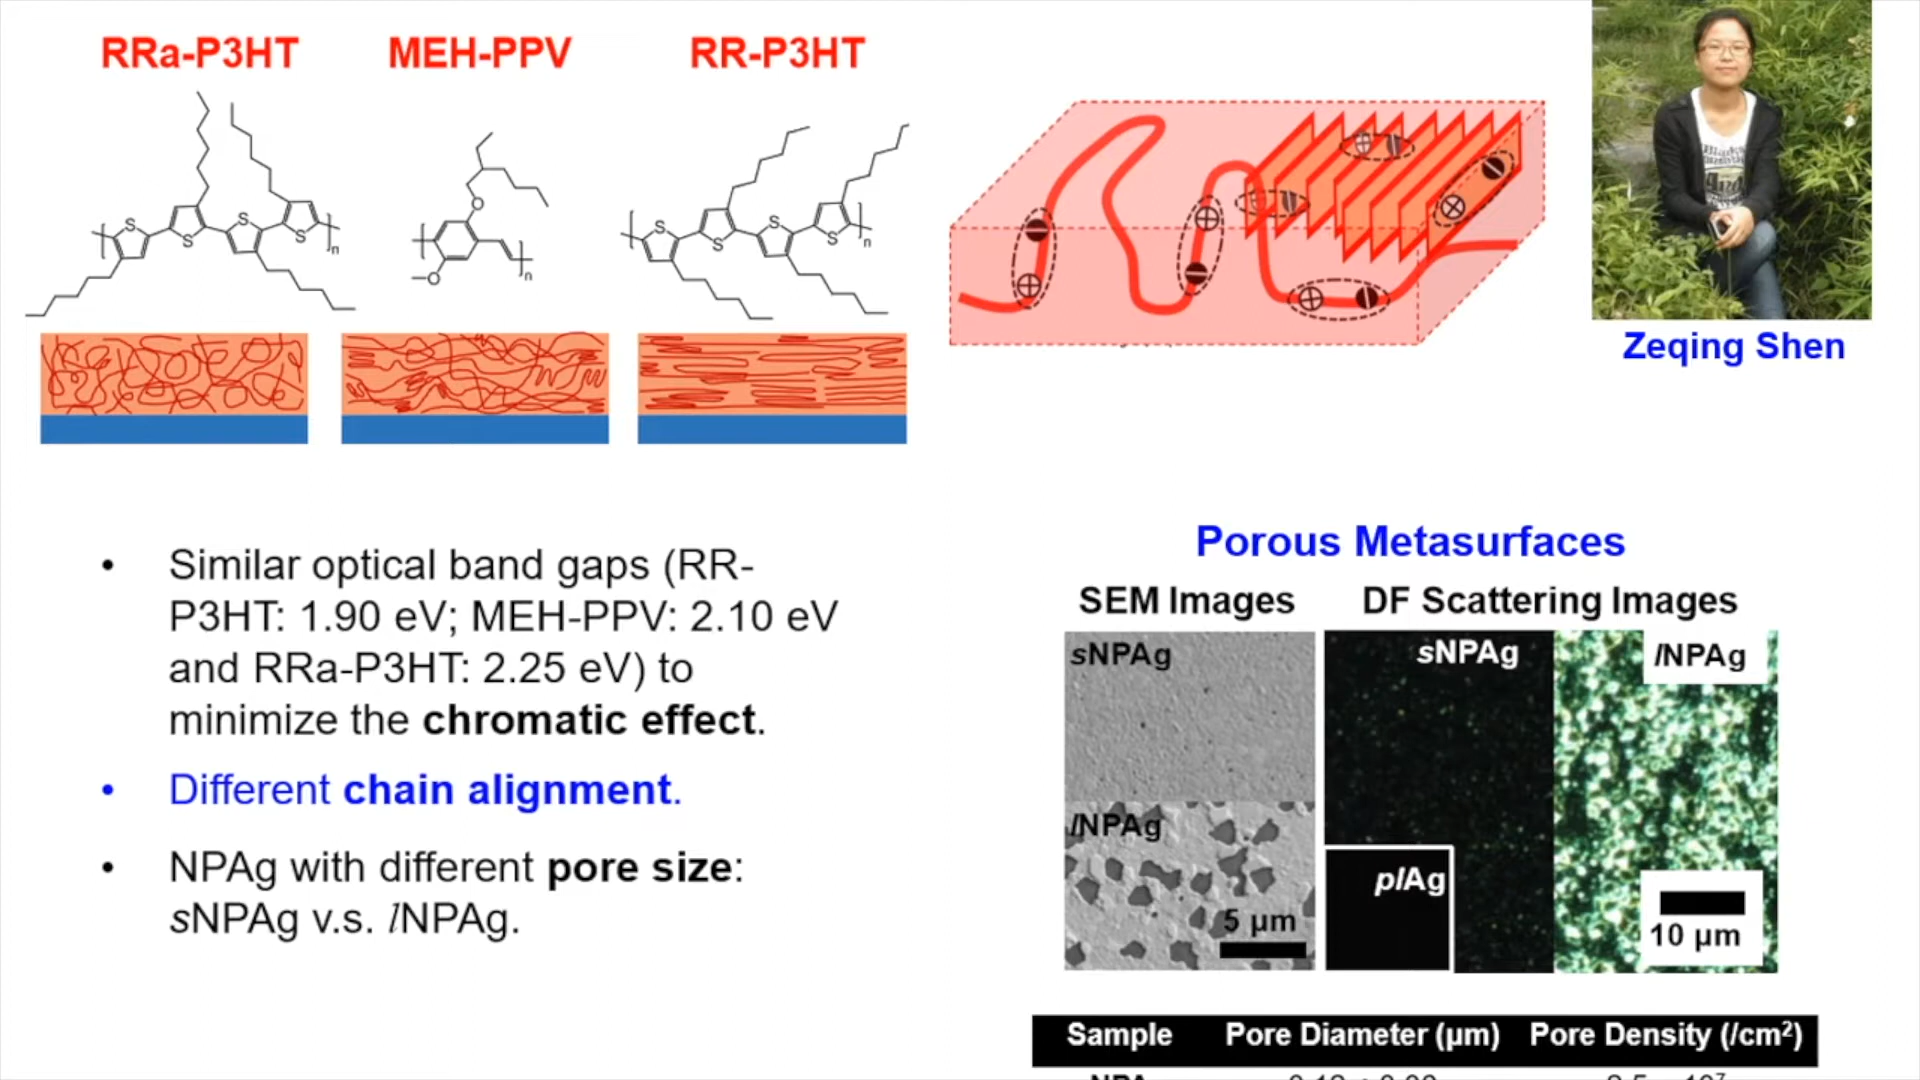 RRa-P3HT
MEH-PPV
RR-P3HT
S
S
S
S
n
O
O
n
S
S
S
S
n
Zeqing Shen
• Similar optical band gaps (RR-
P3HT: 1.90 eV; MEH-PPV: 2.10 eV
and RRa-P3HT: 2.25 eV) to
minimize the chromatic effect.
• Different chain alignment.
• NPAg with different pore size:
sNPAg v.s. lNPAg.
Porous Metasurfaces
SEM Images
DF Scattering Images
sNPAg
lNPAg
5 µm
sNPAg
lNPAg
plAg
10 µm
Sample Pore Diameter (µm) Pore Density (/cm²)